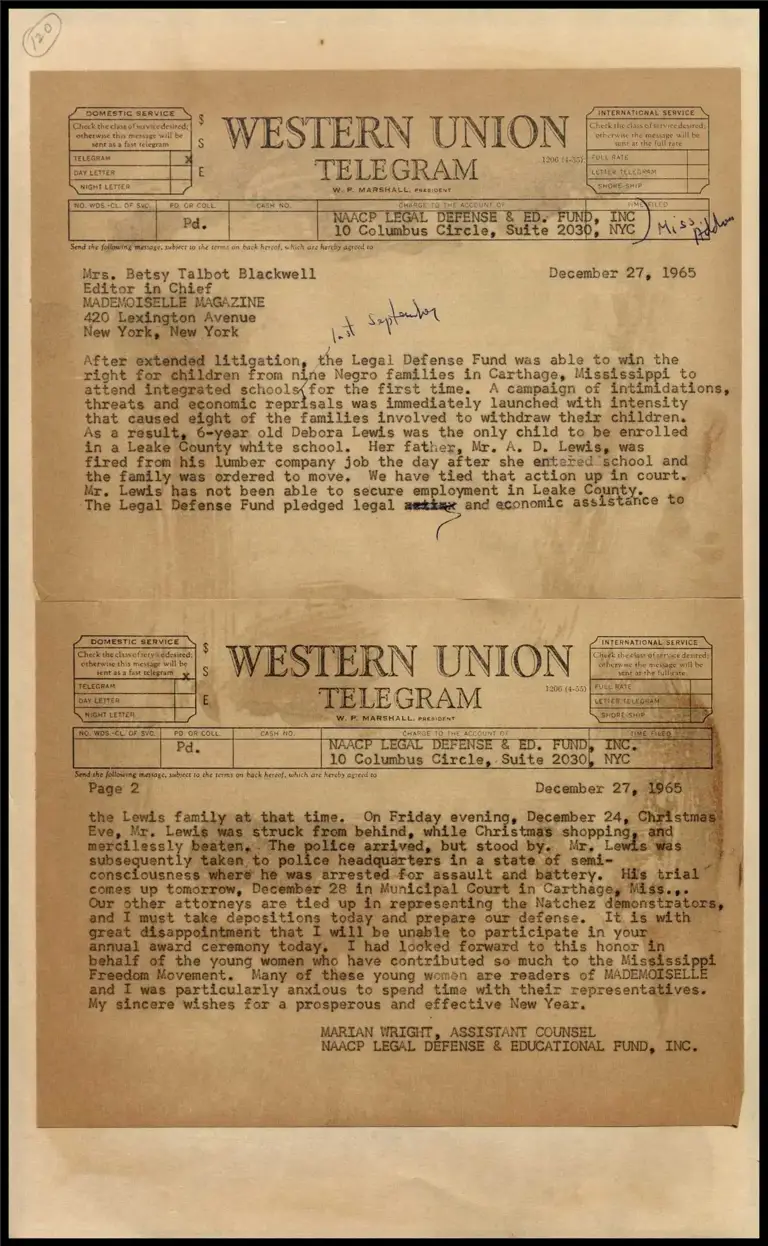 120
DOMESTIC SERVICE
Check the class of service desired;
otherwise this message will be
sent as a fast telegram
TELEGRAM X
DAY LETTER
NIGHT LETTER
$
S
E
WESTERN UNION
TELEGRAM
W. P. MARSHALL, PRESIDENT
1206 (4-55)
INTERNATIONAL SERVICE
Check the class of service desired;
otherwise the message will be
sent at the full rate
FULL RATE
LETTER TELEGRAM
SHORE-SHIP
NO. WDS.-CL. OF SVC. PD. OR COLL. CASH NO. CHARGE TO THE ACCOUNT OF TIME FILED
Pd. NAACP LEGAL DEFENSE & ED. FUND, INC
10 Columbus Circle, Suite 2030, NYC
Miss
Send the following message, subject to the terms on back hereof, which are hereby agreed to
Mrs. Betsy Talbot Blackwell December 27, 1965
Editor in Chief
MADEMOISELLE MAGAZINE
420 Lexington Avenue
New York, New York
last September
After extended litigation, the Legal Defense Fund was able to win the
right for children from nine Negro families in Carthage, Mississippi to
attend integrated schools for the first time. A campaign of intimidations,
threats and economic reprisals was immediately launched with intensity
that caused eight of the families involved to withdraw their children.
As a result, 6-year old Debora Lewis was the only child to be enrolled
in a Leake County white school. Her father, Mr. A. D. Lewis, was
fired from his lumber company job the day after she entered school and
the family was ordered to move. We have tied that action up in court.
Mr. Lewis has not been able to secure employment in Leake County.
The Legal Defense Fund pledged legal and economic assistance to
DOMESTIC SERVICE
Check the class of service desired;
otherwise this message will be
sent as a fast telegram
TELEGRAM X
DAY LETTER
NIGHT LETTER
$
S
E
WESTERN UNION
TELEGRAM
W. P. MARSHALL, PRESIDENT
1206 (4-55)
INTERNATIONAL SERVICE
Check the class of service desired;
otherwise the message will be
sent at the full rate
FULL RATE
LETTER TELEGRAM
SHORE-SHIP
NO. WDS.-CL. OF SVC. PD. OR COLL. CASH NO. CHARGE TO THE ACCOUNT OF TIME FILED
Pd. NAACP LEGAL DEFENSE & ED. FUND, INC.
10 Columbus Circle, Suite 2030, NYC
Send the following message, subject to the terms on back hereof, which are hereby agreed to
Page 2 December 27, 1965
the Lewis family at that time. On Friday evening, December 24, Christmas
Eve, Mr. Lewis was struck from behind, while Christmas shopping, and
mercilessly beaten. The police arrived, but stood by. Mr. Lewis was
subsequently taken to police headquarters in a state of semi-
consciousness where he was arrested for assault and battery. His trial
comes up tomorrow, December 28 in Municipal Court in Carthage, Miss...
Our other attorneys are tied up in representing the Natchez demonstrators,
and I must take depositions today and prepare our defense. It is with
great disappointment that I will be unable to participate in your
annual award ceremony today. I had looked forward to this honor in
behalf of the young women who have contributed so much to the Mississippi
Freedom Movement. Many of these young women are readers of MADEMOISELLE
and I was particularly anxious to spend time with their representatives.
My sincere wishes for a prosperous and effective New Year.
MARIAN WRIGHT, ASSISTANT COUNSEL
NAACP LEGAL DEFENSE & EDUCATIONAL FUND, INC.